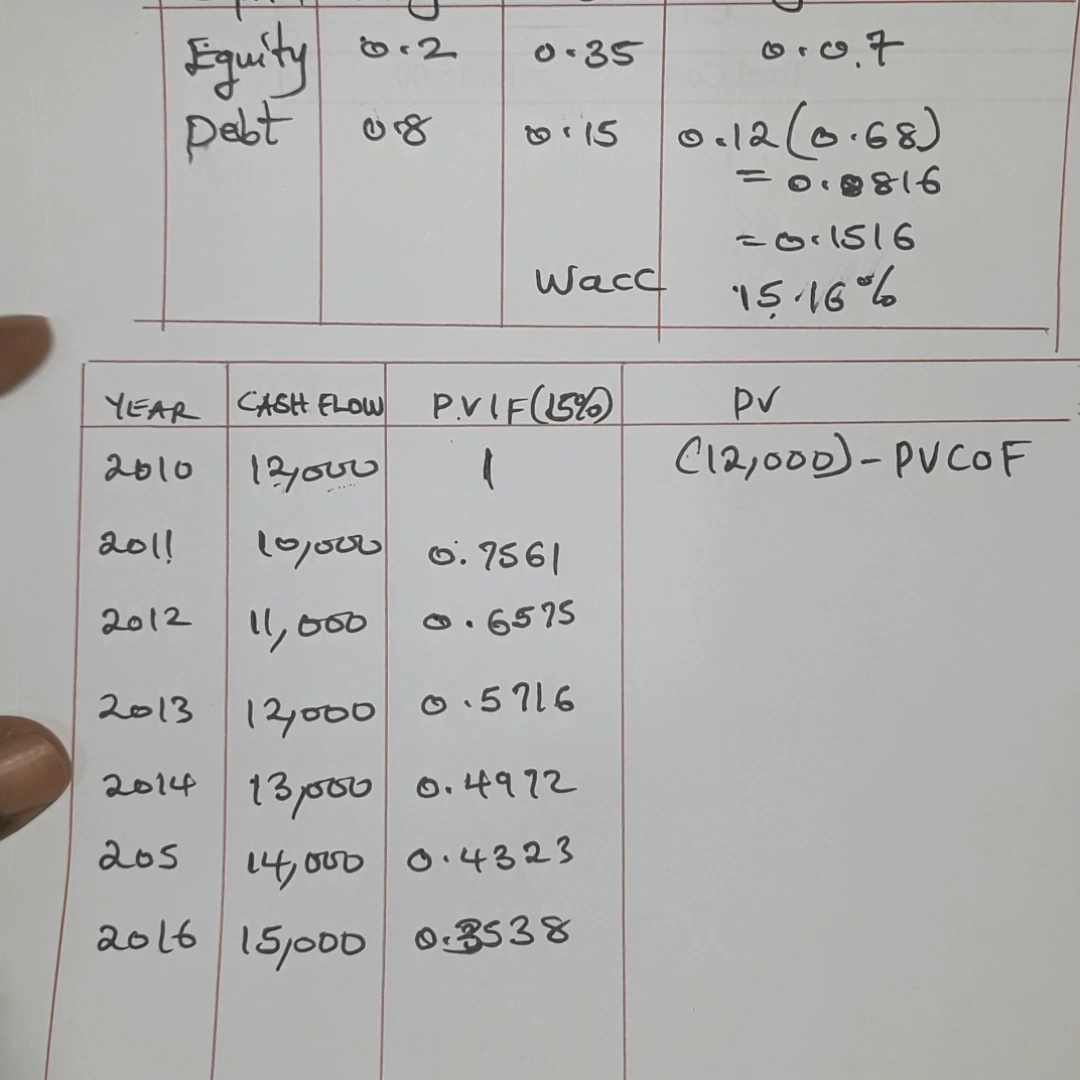 Equity 0.2 0.35 0.0.7
Debt 0.8 0.15 0.12(0.68)
= 0.0816
= 0.1516
Wacc 15.16%
YEAR CASH FLOW P.V I F(15%) PV
2010 12,000 1 (12,000) - PVCOF
2011 10,000 0.7561
2012 11,000 0.6575
2013 12,000 0.5716
2014 13,000 0.4972
205 14,000 0.4323
2016 15,000 0.3538